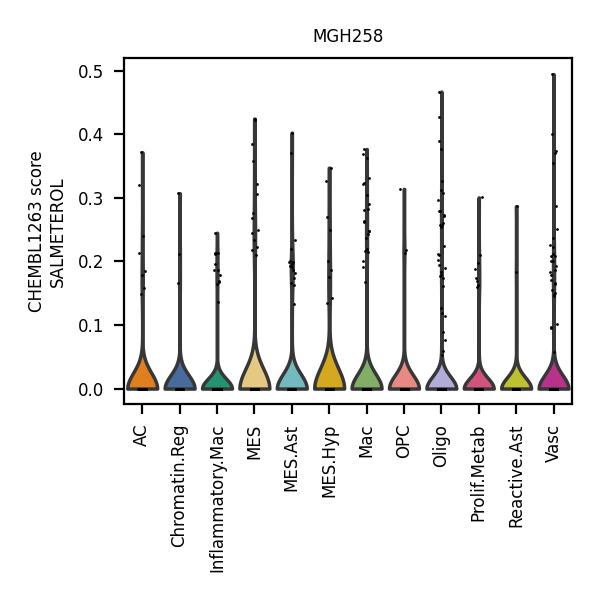 MGH258
CHEMBL1263 score
SALMETEROL
0.5
0.4
0.3
0.2
0.1
0.0
AC
Chromatin.Reg
Inflammatory.Mac
MES
MES.Ast
MES.Hyp
Mac
OPC
Oligo
Prolif.Metab
Reactive.Ast
Vasc